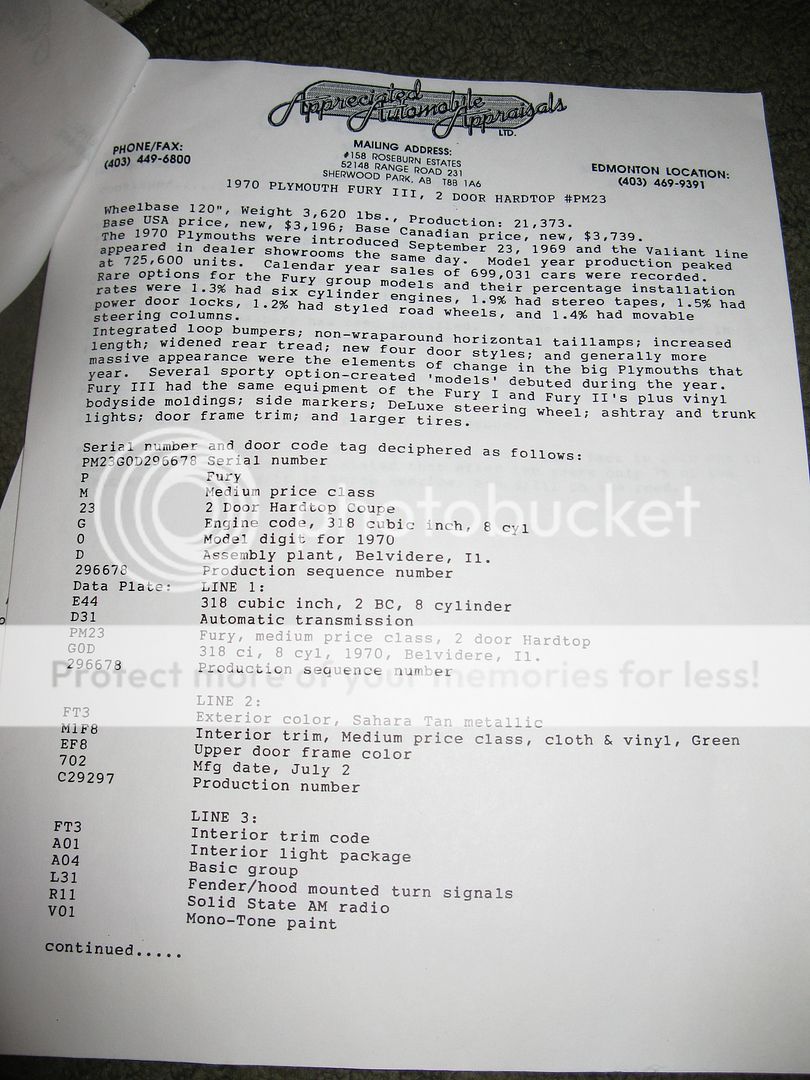 Appreciated Automobile Appraisals LTD.
PHONE/FAX:
(403) 449-6800
MAILING ADDRESS:
#158 ROSEBURN ESTATES
52148 RANGE ROAD 231
SHERWOOD PARK, AB T8B 1A6
EDMONTON LOCATION:
(403) 469-9391
1970 PLYMOUTH FURY III, 2 DOOR HARDTOP #PM23
Wheelbase 120", Weight 3,620 lbs., Production: 21,373.
Base USA price, new, $3,196; Base Canadian price, new, $3,739.
The 1970 Plymouths were introduced September 23, 1969 and the Valiant line
appeared in dealer showrooms the same day. Model year production peaked
at 725,600 units. Calendar year sales of 699,031 cars were recorded.
Rare options for the Fury group models and their percentage installation
rates were 1.3% had six cylinder engines, 1.9% had stereo tapes, 1.5% had
power door locks, 1.2% had styled road wheels, and 1.4% had movable
steering columns.
Integrated loop bumpers; non-wraparound horizontal taillamps; increased
length; widened rear tread; new four door styles; and generally more
massive appearance were the elements of change in the big Plymouths that
year. Several sporty option-created 'models' debuted during the year.
Fury III had the same equipment of the Fury I and Fury II's plus vinyl
bodyside moldings; side markers; DeLuxe steering wheel; ashtray and trunk
lights; door frame trim; and larger tires.
Serial number and door code tag deciphered as follows:
PM23G0D296678 Serial number
P Fury
M Medium price class
23 2 Door Hardtop Coupe
G Engine code, 318 cubic inch, 8 cyl
0 Model digit for 1970
D Assembly plant, Belvidere, Il.
296678 Production sequence number
Data Plate: LINE 1:
E44 318 cubic inch, 2 BC, 8 cylinder
D31 Automatic transmission
PM23 Fury, medium price class, 2 door Hardtop
G0D 318 ci, 8 cyl, 1970, Belvidere, Il.
296678 Production sequence number
LINE 2:
FT3 Exterior color, Sahara Tan metallic
M1F8 Interior trim, Medium price class, cloth & vinyl, Green
EF8 Upper door frame color
702 Mfg date, July 2
C29297 Production number
LINE 3:
FT3 Interior trim code
A01 Interior light package
A04 Basic group
L31 Fender/hood mounted turn signals
R11 Solid State AM radio
V01 Mono-Tone paint
continued.....
photobucket
Protect more of your memories for less!